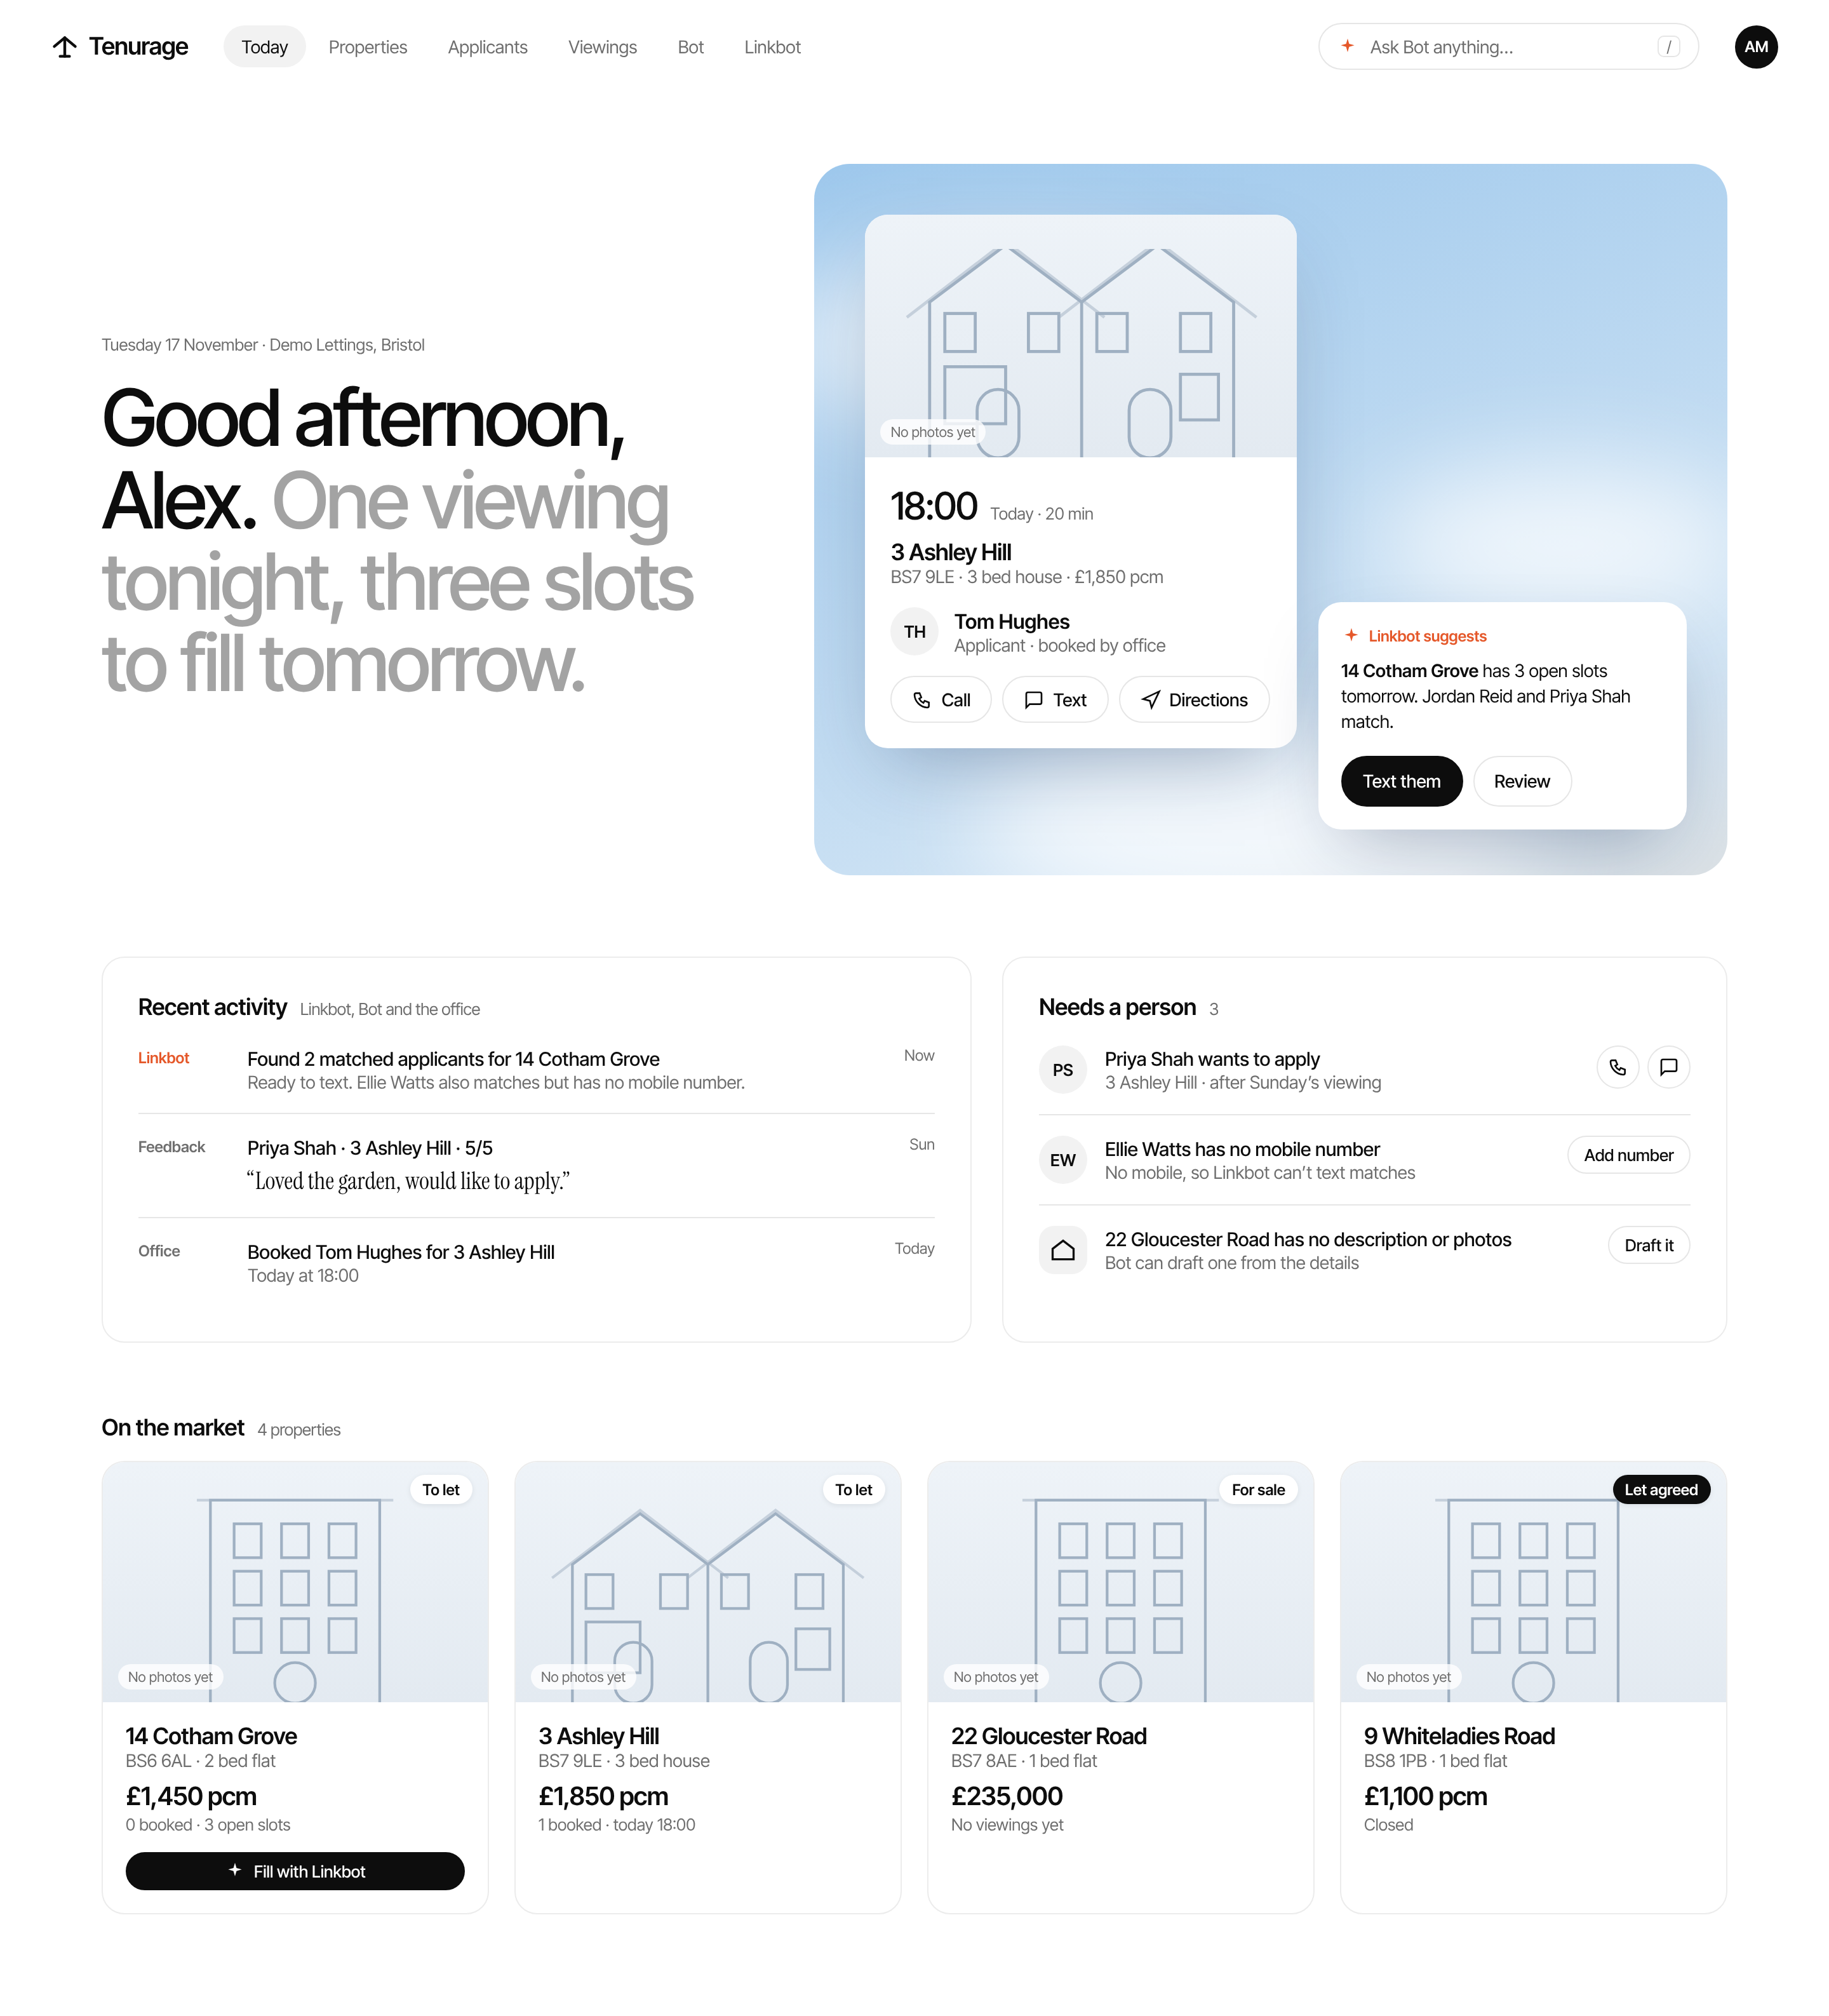 Tenurage
Today
Properties
Applicants
Viewings
Bot
Linkbot
Ask Bot anything...
/
AM
Tuesday 17 November · Demo Lettings, Bristol
Good afternoon,
Alex. One viewing
tonight, three slots
to fill tomorrow.
No photos yet
18:00 Today · 20 min
3 Ashley Hill
BS7 9LE · 3 bed house · £1,850 pcm
TH
Tom Hughes
Applicant · booked by office
Call
Text
Directions
Linkbot suggests
14 Cotham Grove has 3 open slots
tomorrow. Jordan Reid and Priya Shah
match.
Text them
Review
Recent activity Linkbot, Bot and the office
Linkbot
Found 2 matched applicants for 14 Cotham Grove
Now
Ready to text. Ellie Watts also matches but has no mobile number.
Feedback
Priya Shah · 3 Ashley Hill · 5/5
Sun
“Loved the garden, would like to apply.”
Office
Booked Tom Hughes for 3 Ashley Hill
Today
Today at 18:00
Needs a person 3
PS
Priya Shah wants to apply
3 Ashley Hill · after Sunday’s viewing
EW
Ellie Watts has no mobile number
No mobile, so Linkbot can’t text matches
Add number
22 Gloucester Road has no description or photos
Bot can draft one from the details
Draft it
On the market 4 properties
To let
No photos yet
14 Cotham Grove
BS6 6AL · 2 bed flat
£1,450 pcm
0 booked · 3 open slots
Fill with Linkbot
To let
No photos yet
3 Ashley Hill
BS7 9LE · 3 bed house
£1,850 pcm
1 booked · today 18:00
For sale
No photos yet
22 Gloucester Road
BS7 8AE · 1 bed flat
£235,000
No viewings yet
Let agreed
No photos yet
9 Whiteladies Road
BS8 1PB · 1 bed flat
£1,100 pcm
Closed